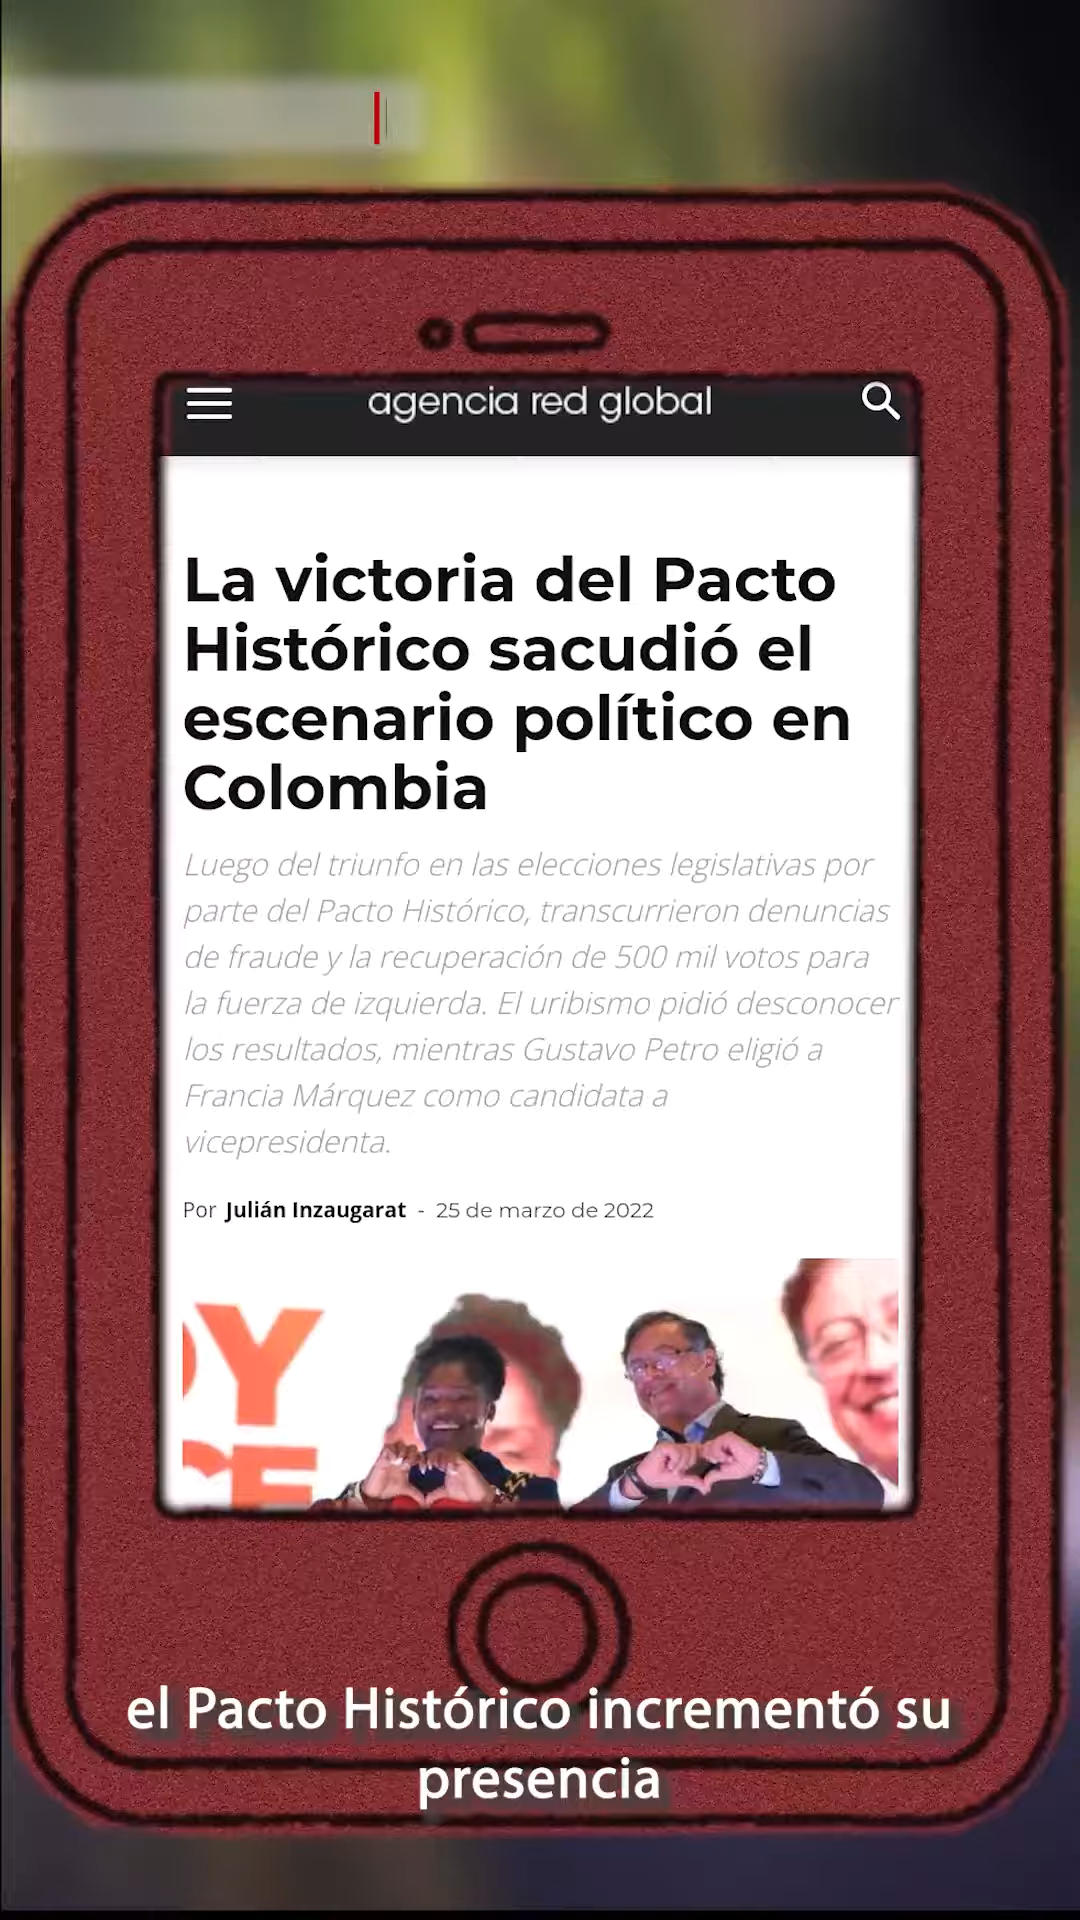 agencia red global
La victoria del Pacto
Histórico sacudió el
escenario político en
Colombia
Luego del triunfo en las elecciones legislativas por
parte del Pacto Histórico, transcurrieron denuncias
de fraude y la recuperación de 500 mil votos para
la fuerza de izquierda. El uribismo pidió desconocer
los resultados, mientras Gustavo Petro eligió a
Francia Márquez como candidata a
vicepresidenta.
Por Julián Inzaugarat - 25 de marzo de 2022
el Pacto Histórico incrementó su
presencia